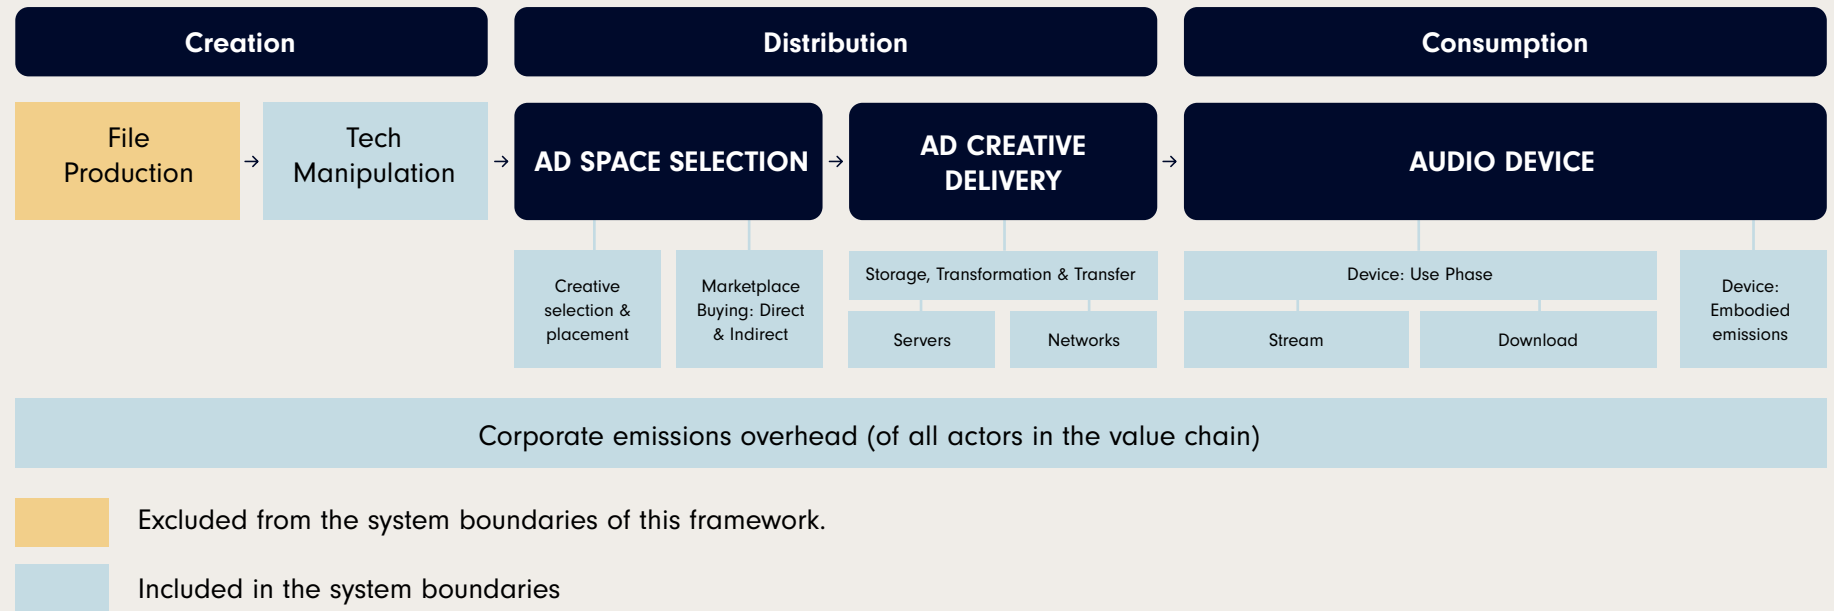 Creation
Distribution
Consumption
File
Production
Tech
Manipulation
AD SPACE SELECTION
AD CREATIVE
DELIVERY
AUDIO DEVICE
Creative
selection &
placement
Marketplace
Buying: Direct
& Indirect
Storage, Transformation & Transfer
Servers
Networks
Device: Use Phase
Stream
Download
Device:
Embodied
emissions
Corporate emissions overhead (of all actors in the value chain)
Excluded from the system boundaries of this framework.
Included in the system boundaries